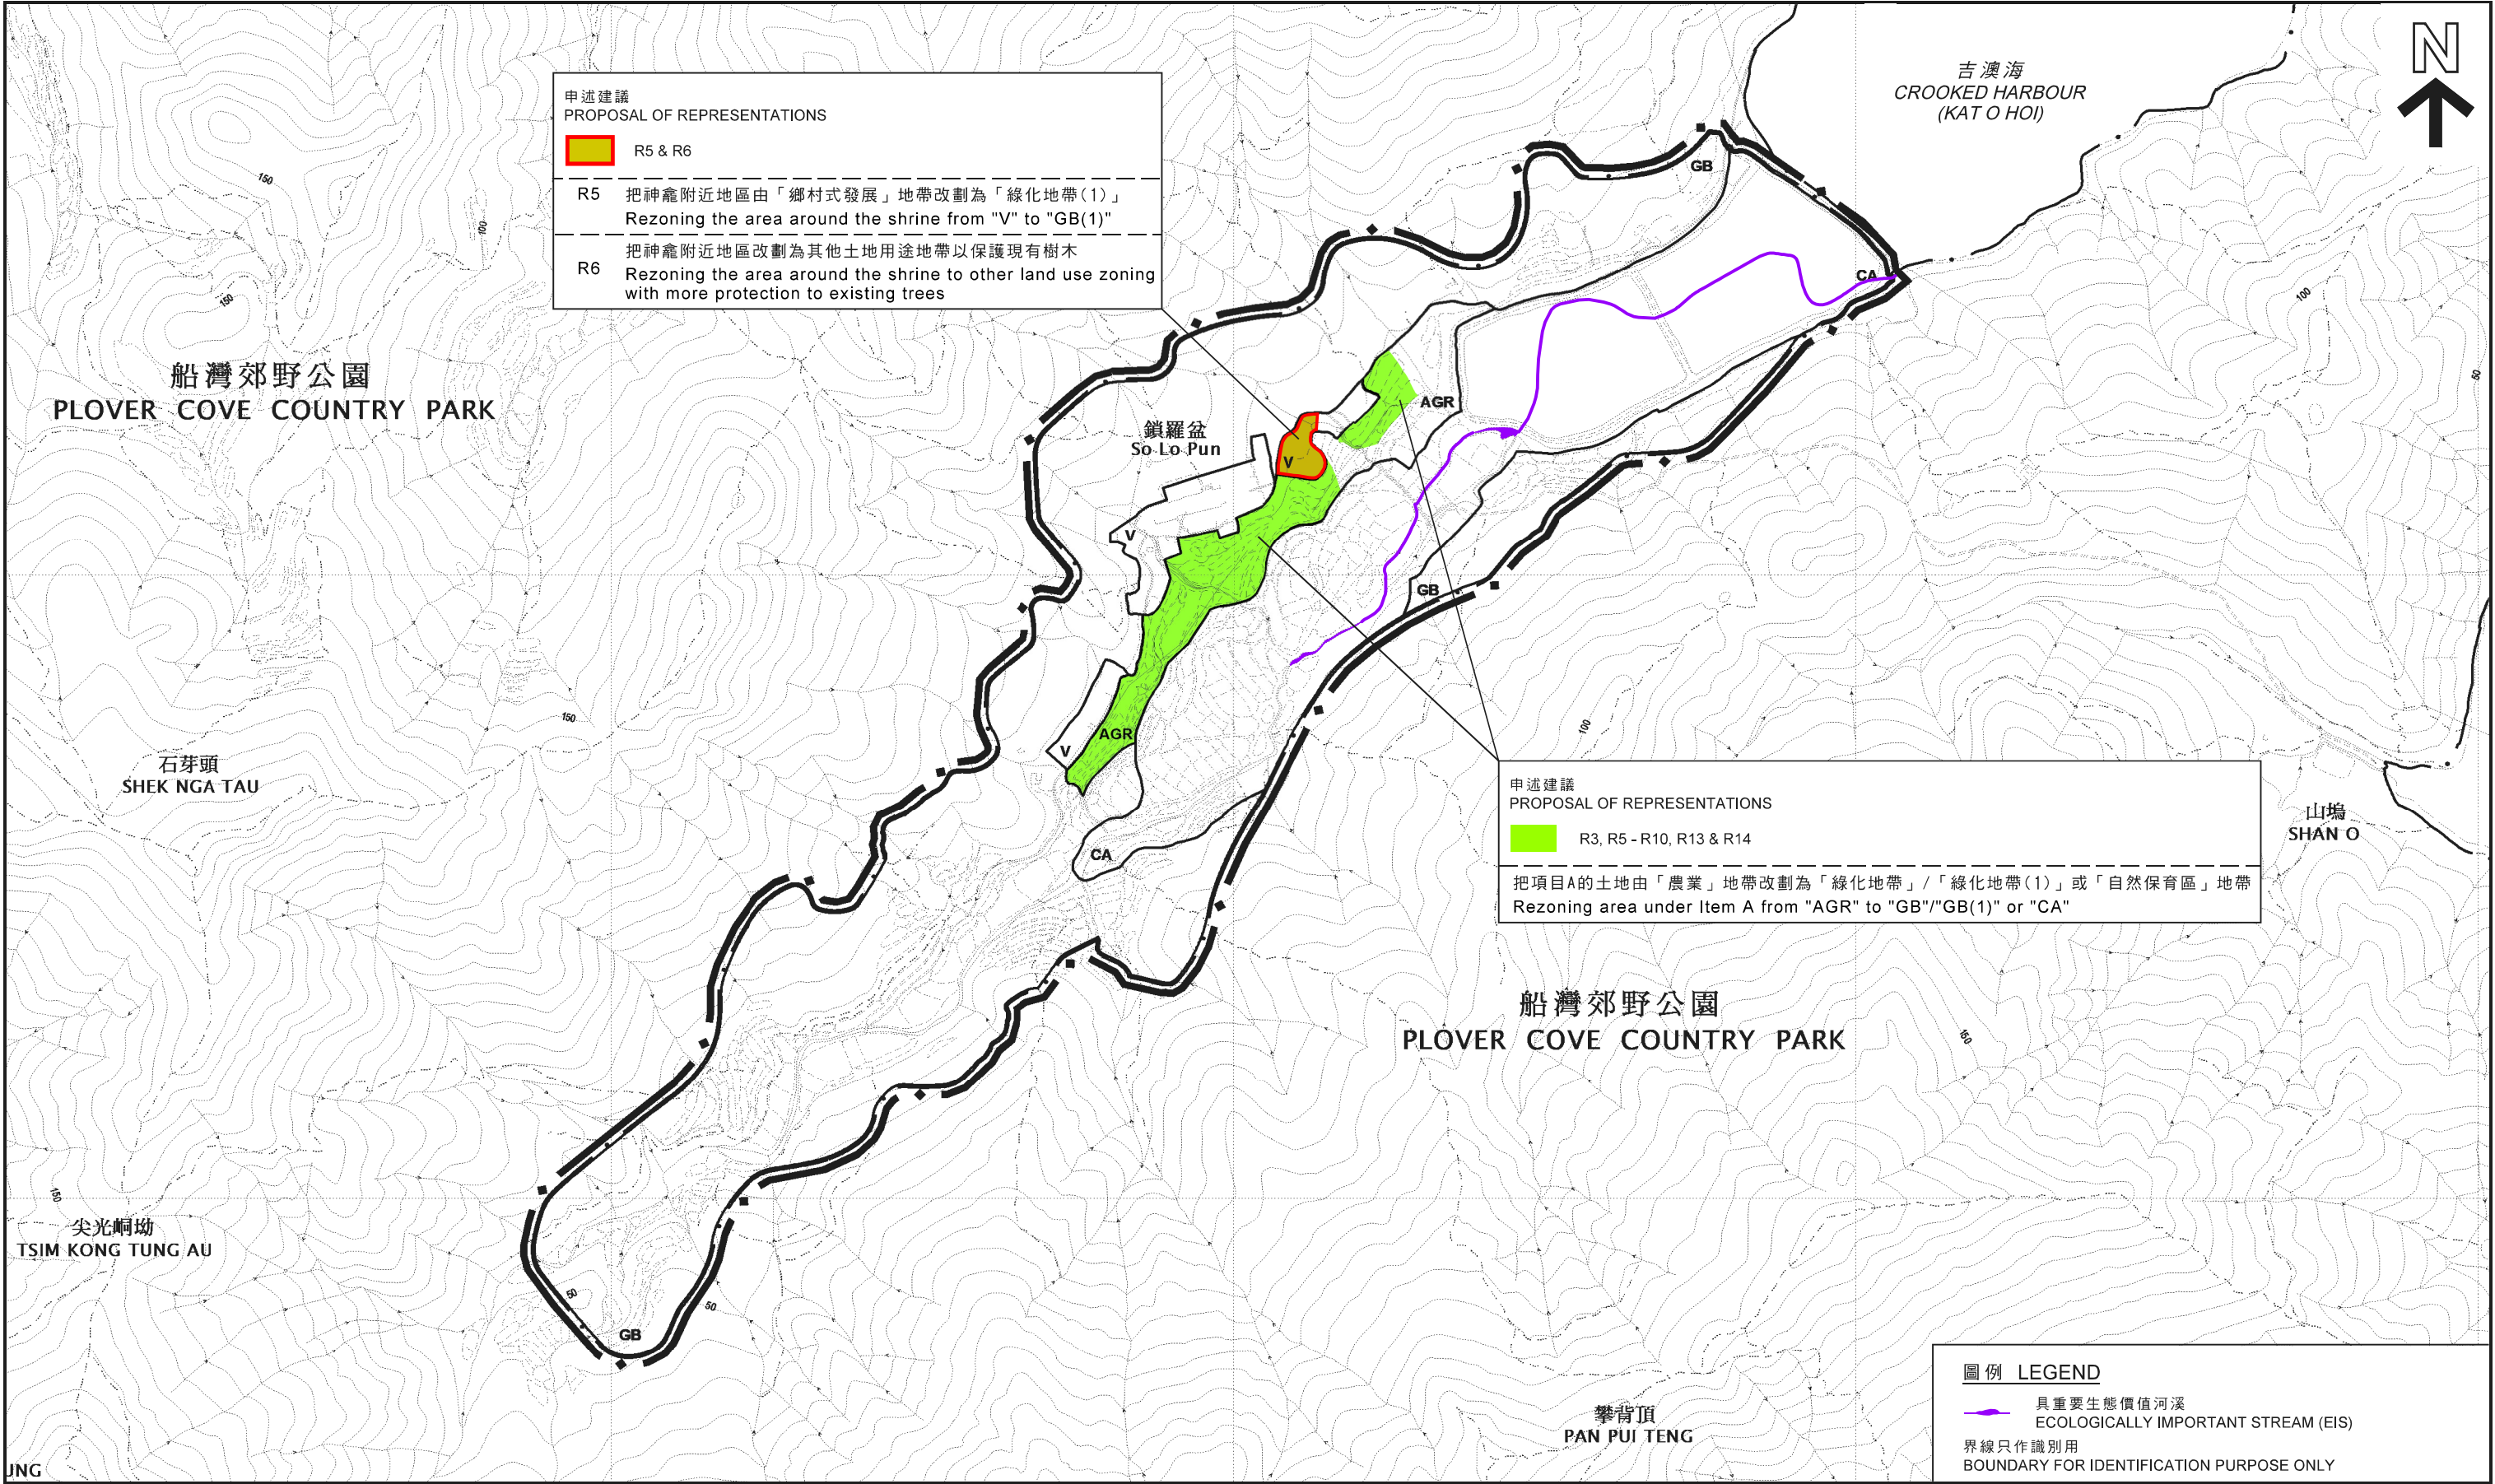 N
吉澳海
CROOKED HARBOUR
(KAT O HOI)
申述建議
PROPOSAL OF REPRESENTATIONS
R5 & R6
R5 把神龕附近地區由「鄉村式發展」地帶改劃為「綠化地帶(1)」
Rezoning the area around the shrine from "V" to "GB(1)"
R6 把神龕附近地區改劃為其他土地用途地帶以保護現有樹木
Rezoning the area around the shrine to other land use zoning
with more protection to existing trees
150
100
150
GB
CA
100
50
船灣郊野公園
PLOVER COVE COUNTRY PARK
鎖羅盆
So Lo Pun
AGR
V
V
GB
150
100
V
AGR
石芽頭
SHEK NGA TAU
申述建議
PROPOSAL OF REPRESENTATIONS
R3, R5 - R10, R13 & R14
把項目A的土地由「農業」地帶改劃為「綠化地帶」/「綠化地帶(1)」或「自然保育區」地帶
Rezoning area under Item A from "AGR" to "GB"/"GB(1)" or "CA"
山塢
SHAN O
CA
船灣郊野公園
PLOVER COVE COUNTRY PARK
150
150
尖光峒坳
TSIM KONG TUNG AU
50
50
GB
攀背頂
PAN PUI TENG
圖例 LEGEND
具重要生態價值河溪
ECOLOGICALLY IMPORTANT STREAM (EIS)
界線只作識別用
BOUNDARY FOR IDENTIFICATION PURPOSE ONLY
UNG